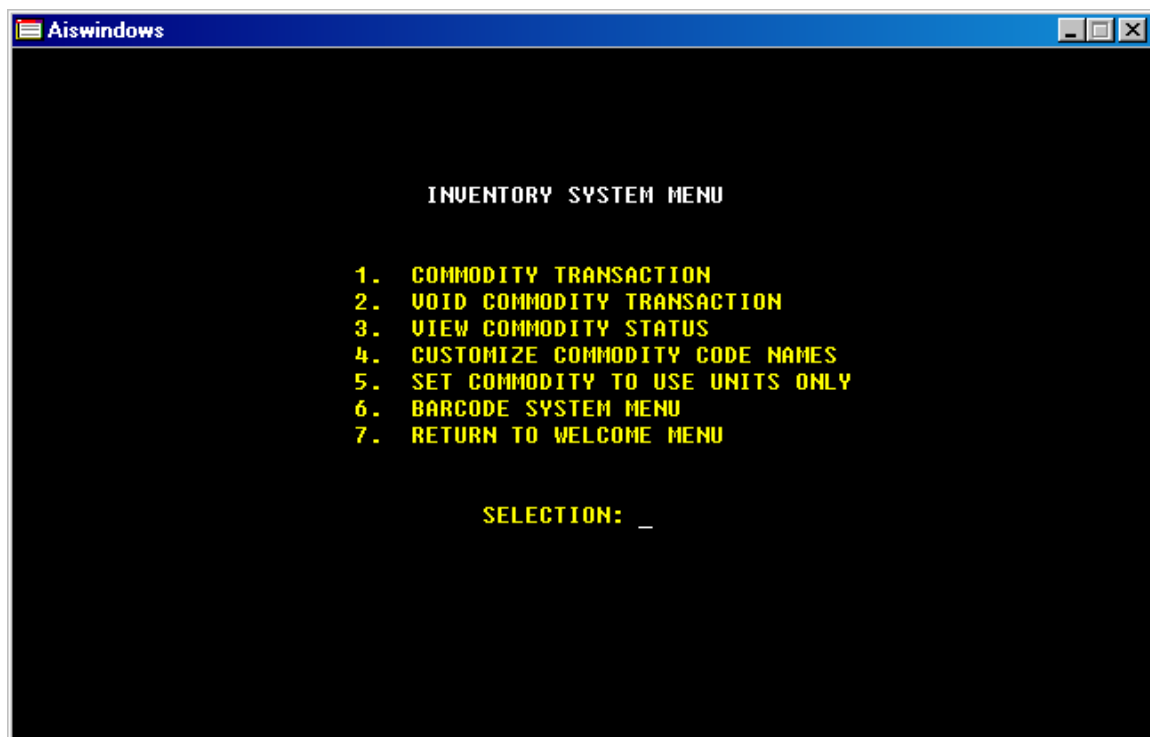 Aiswindows
INVENTORY SYSTEM MENU
1. COMMODITY TRANSACTION
2. VOID COMMODITY TRANSACTION
3. VIEW COMMODITY STATUS
4. CUSTOMIZE COMMODITY CODE NAMES
5. SET COMMODITY TO USE UNITS ONLY
6. BARCODE SYSTEM MENU
7. RETURN TO WELCOME MENU
SELECTION: _